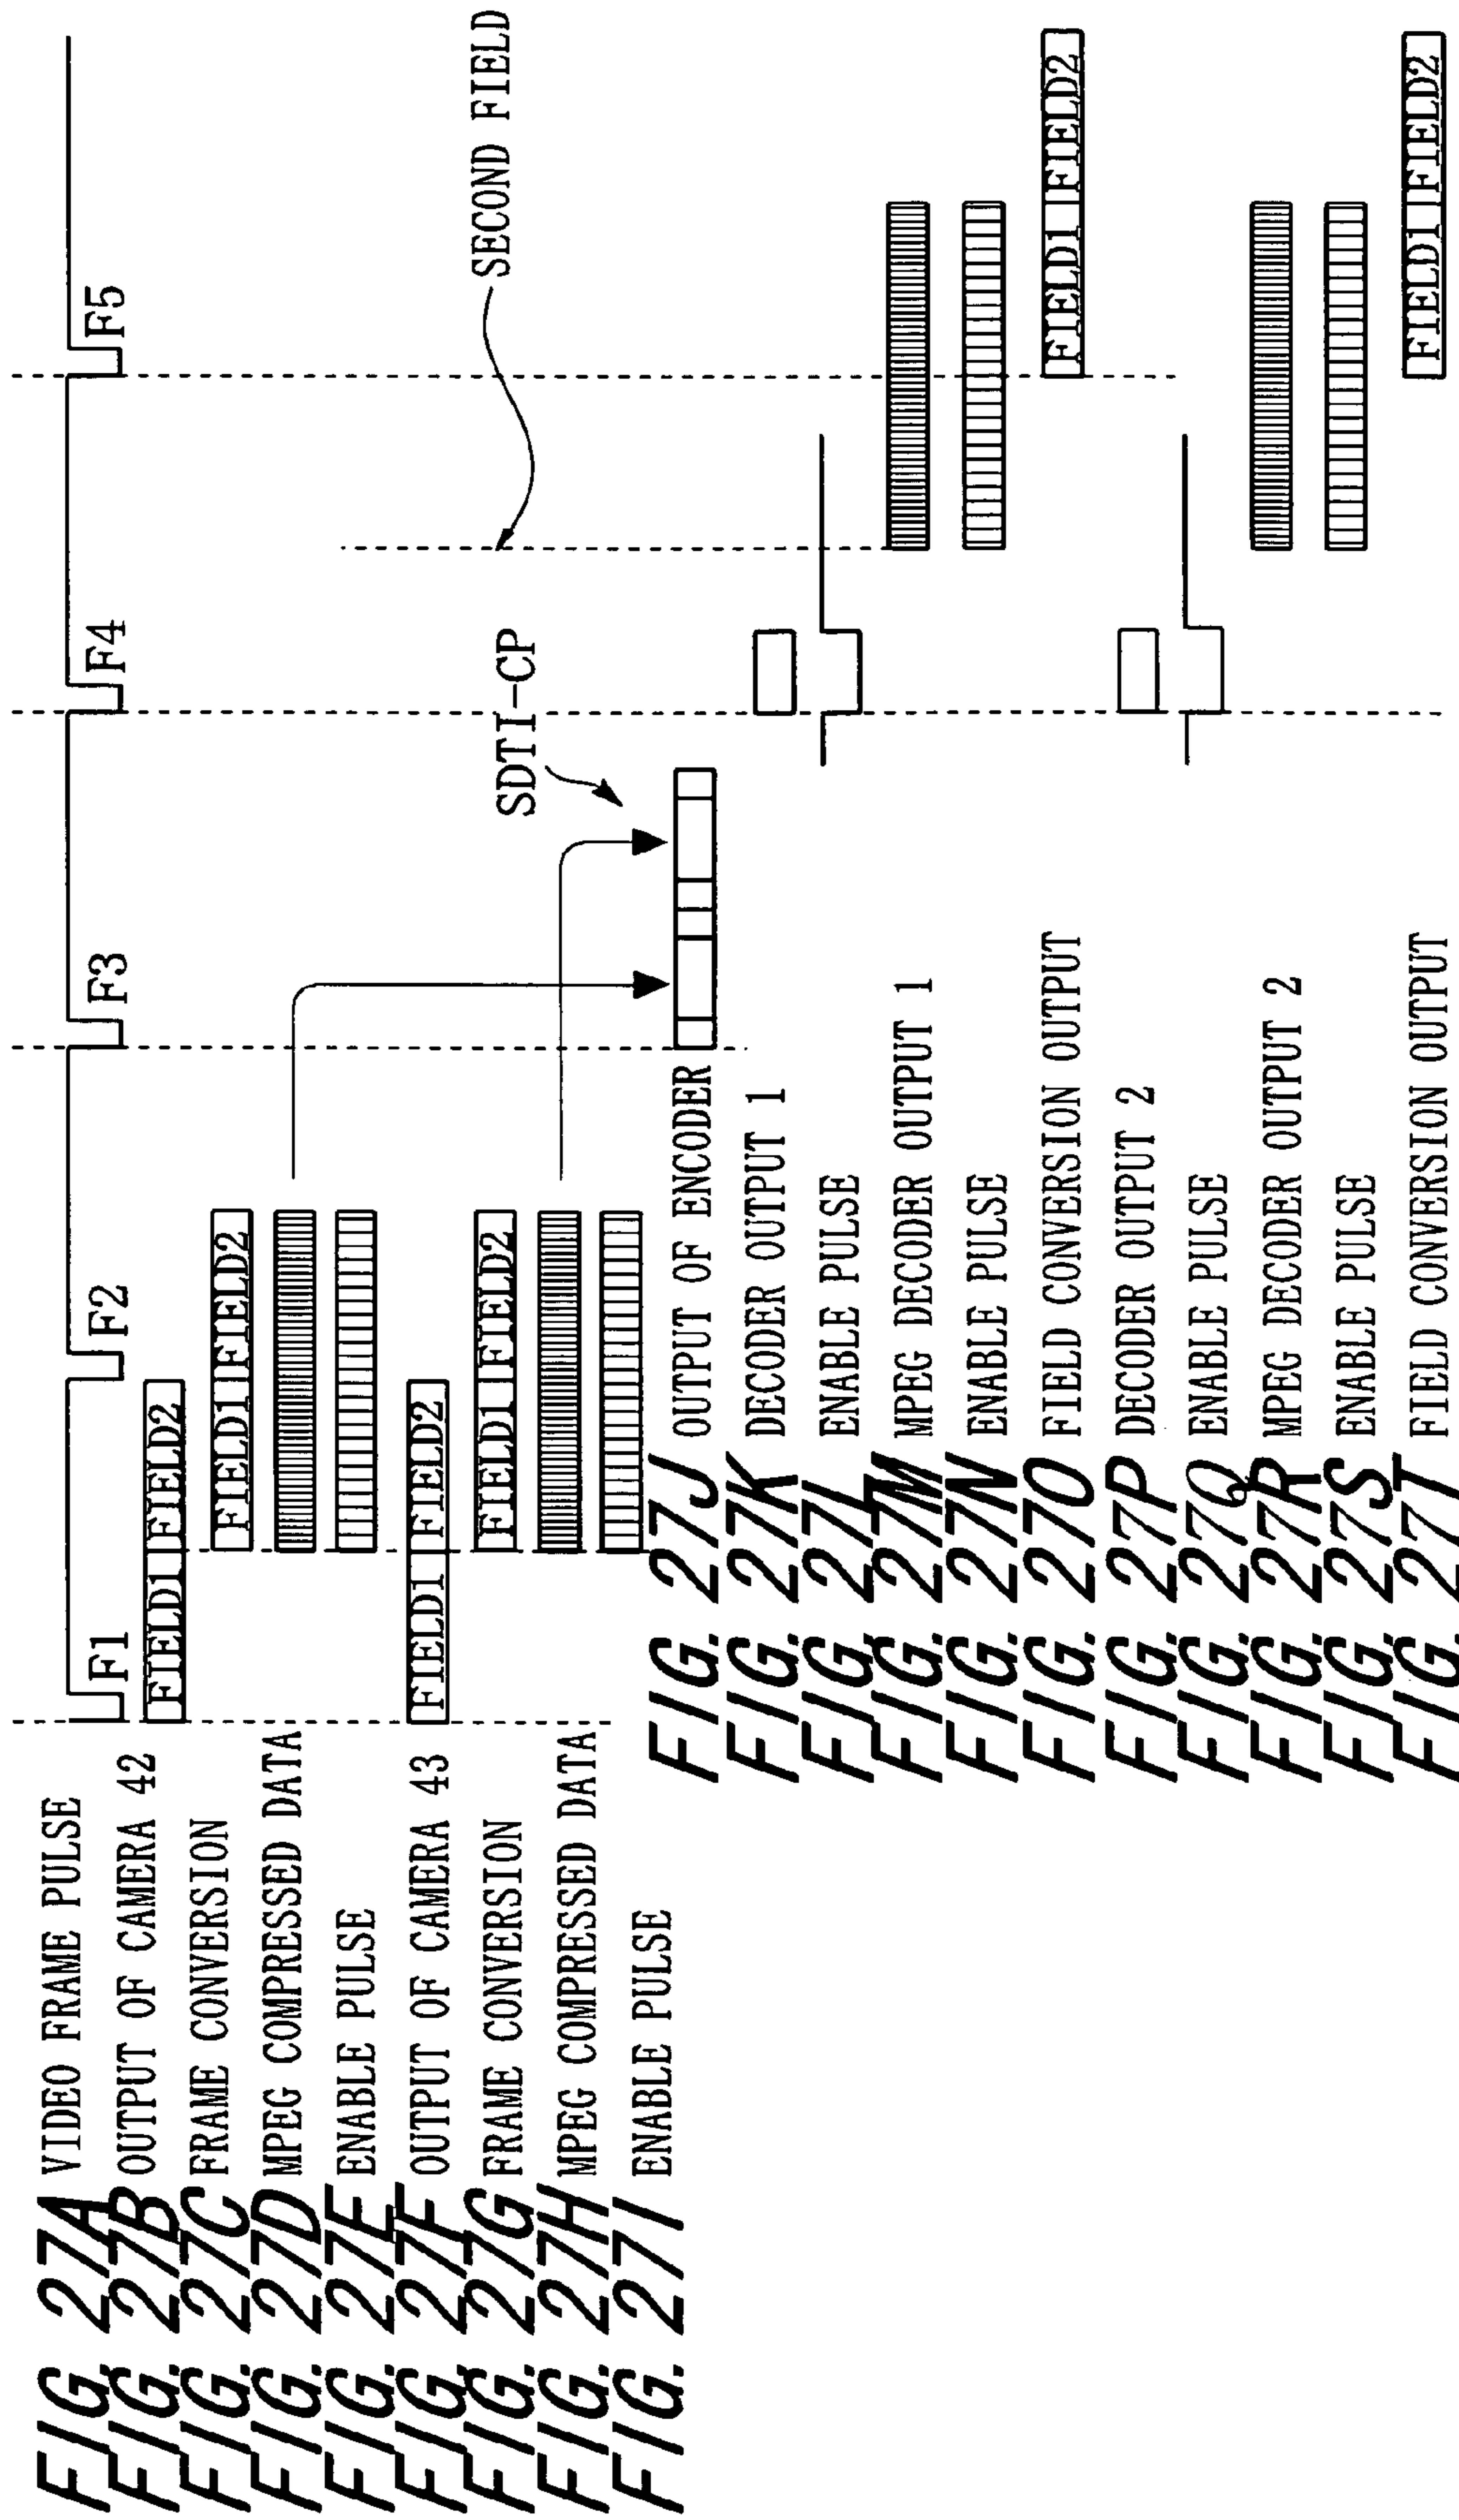 FIG. 27A VIDEO FRAME PULSE
F1 F2 F3 F4 F5
FIG. 27B OUTPUT OF CAMERA 42
FIELD1 FIELD2
FIG. 27C FRAME CONVERSION
FIELD1 FIELD2
FIG. 27D MPEG COMPRESSED DATA
FIG. 27E ENABLE PULSE
FIG. 27F OUTPUT OF CAMERA 43
FIELD1 FIELD2
FIG. 27G FRAME CONVERSION
FIELD1 FIELD2
SECOND FIELD
SDTI-CP
FIG. 27H MPEG COMPRESSED DATA
FIG. 27I ENABLE PULSE
FIG. 27J OUTPUT OF ENCODER
FIG. 27K DECODER OUTPUT 1
FIG. 27L ENABLE PULSE
FIG. 27M MPEG DECODER OUTPUT 1
FIG. 27N ENABLE PULSE
FIG. 27O FIELD CONVERSION OUTPUT
FIELD1 FIELD2
FIG. 27P DECODER OUTPUT 2
FIG. 27Q ENABLE PULSE
FIG. 27R MPEG DECODER OUTPUT 2
FIG. 27S ENABLE PULSE
FIG. 27T FIELD CONVERSION OUTPUT
FIELD1 FIELD2